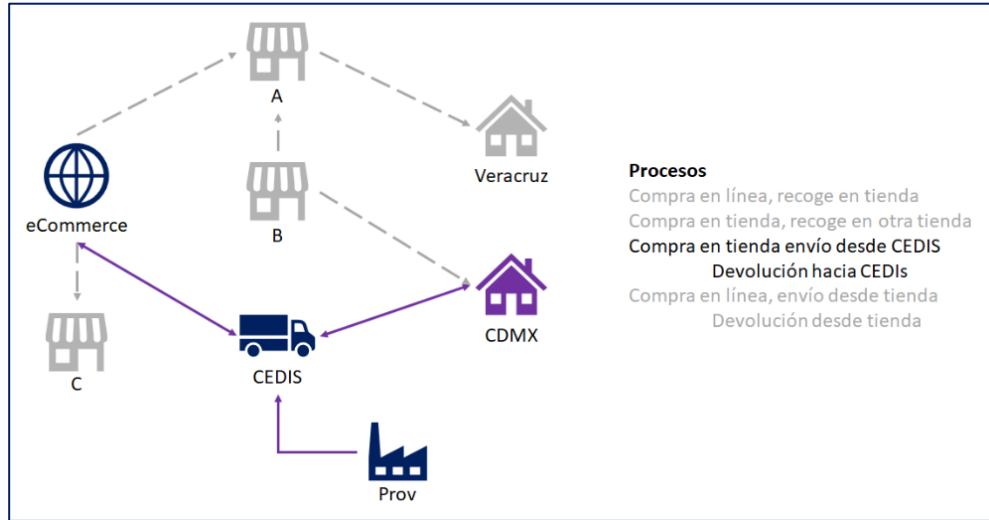 A
Veracruz
eCommerce
B
C
CEDIS
CDMX
Prov
Procesos
Compra en línea, recoge en tienda
Compra en tienda, recoge en otra tienda
Compra en tienda envío desde CEDIS
Devolución hacia CEDIs
Compra en línea, envío desde tienda
Devolución desde tienda